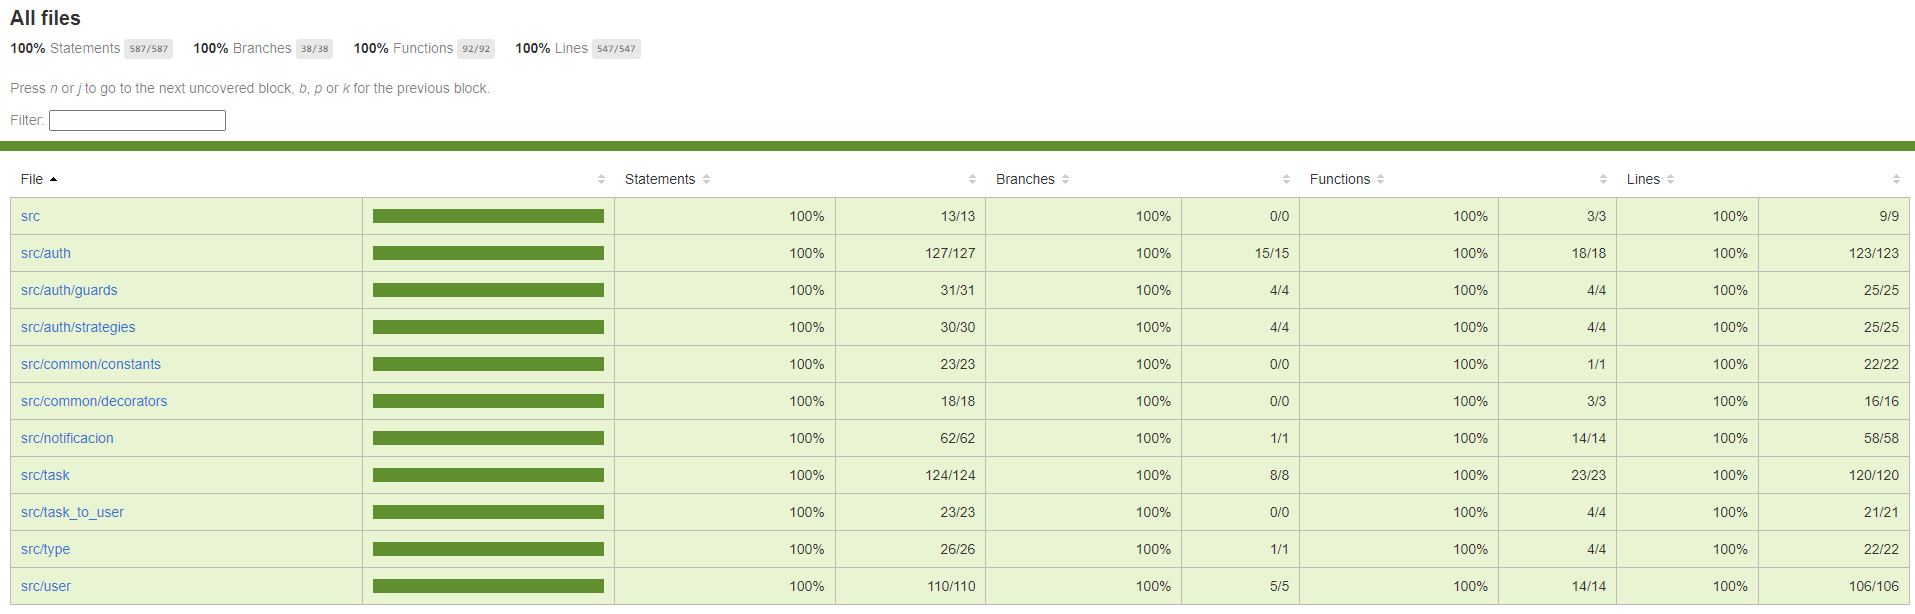 All files
100% Statements 587/587 100% Branches 38/38 100% Functions 92/92 100% Lines 547/547
Press n or j to go to the next uncovered block, b, p or k for the previous block.
Filter:
File Statements Branches Functions Lines
src 100% 13/13 100% 0/0 100% 3/3 100% 9/9
src/auth 100% 127/127 100% 15/15 100% 18/18 100% 123/123
src/auth/guards 100% 31/31 100% 4/4 100% 4/4 100% 25/25
src/auth/strategies 100% 30/30 100% 4/4 100% 4/4 100% 25/25
src/common/constants 100% 23/23 100% 0/0 100% 1/1 100% 22/22
src/common/decorators 100% 18/18 100% 0/0 100% 3/3 100% 16/16
src/notificacion 100% 62/62 100% 1/1 100% 14/14 100% 58/58
src/task 100% 124/124 100% 8/8 100% 23/23 100% 120/120
src/task_to_user 100% 23/23 100% 0/0 100% 4/4 100% 21/21
src/type 100% 26/26 100% 1/1 100% 4/4 100% 22/22
src/user 100% 110/110 100% 5/5 100% 14/14 100% 106/106